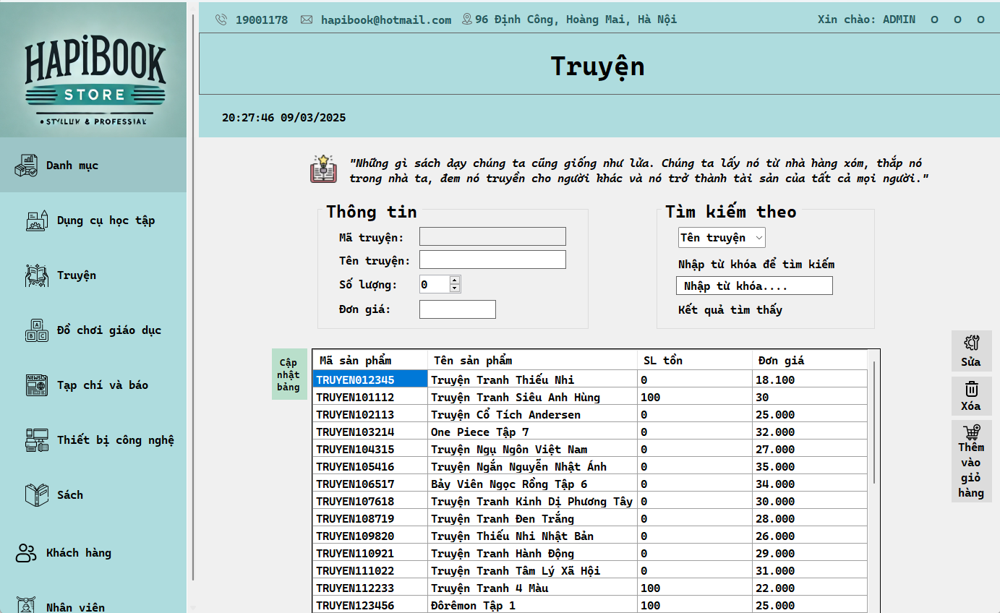 HAPiBOOK
STORE
Danh mục
Dụng cụ học tập
Truyện
Đồ chơi giáo dục
Tạp chí và báo
Thiết bị công nghệ
Sách
Khách hàng
Nhân viên
19001178 hapibook@hotmail.com 96 Định Công, Hoàng Mai, Hà Nội Xin chào: ADMIN O O O
Truyện
20:27:46 09/03/2025
"Những gì sách dạy chúng ta cũng giống như lửa. Chúng ta lấy nó từ nhà hàng xóm, thắp nó
trong nhà ta, đem nó truyền cho người khác và nó trở thành tài sản của tất cả mọi người."
Thông tin
Mã truyện:
Tên truyện:
Số lượng: 0
Đơn giá:
Tìm kiếm theo
Tên truyện
Nhập từ khóa để tìm kiếm
Nhập từ khóa....
Kết quả tìm thấy
Cập
nhật
bảng
Mã sản phẩm Tên sản phẩm SL tồn Đơn giá
TRUYEN012345 Truyện Tranh Thiếu Nhi 0 18.100
TRUYEN101112 Truyện Tranh Siêu Anh Hùng 100 30
TRUYEN102113 Truyện Cổ Tích Andersen 0 25.000
TRUYEN103214 One Piece Tập 7 0 32.000
TRUYEN104315 Truyện Ngụ Ngôn Việt Nam 0 27.000
TRUYEN105416 Truyện Ngắn Nguyễn Nhật Ánh 0 35.000
TRUYEN106517 Bảy Viên Ngọc Rồng Tập 6 0 34.000
TRUYEN107618 Truyện Tranh Kinh Dị Phương Tây 0 30.000
TRUYEN108719 Truyện Tranh Đen Trắng 0 28.000
TRUYEN109820 Truyện Thiếu Nhi Nhật Bản 0 26.000
TRUYEN110921 Truyện Tranh Hành Động 0 29.000
TRUYEN111022 Truyện Tranh Tâm Lý Xã Hội 0 31.000
TRUYEN112233 Truyện Tranh 4 Màu 100 22.000
TRUYEN123456 Đôrêmon Tập 1 100 25.000
Sửa
Xóa
Thêm
vào
giỏ
hàng